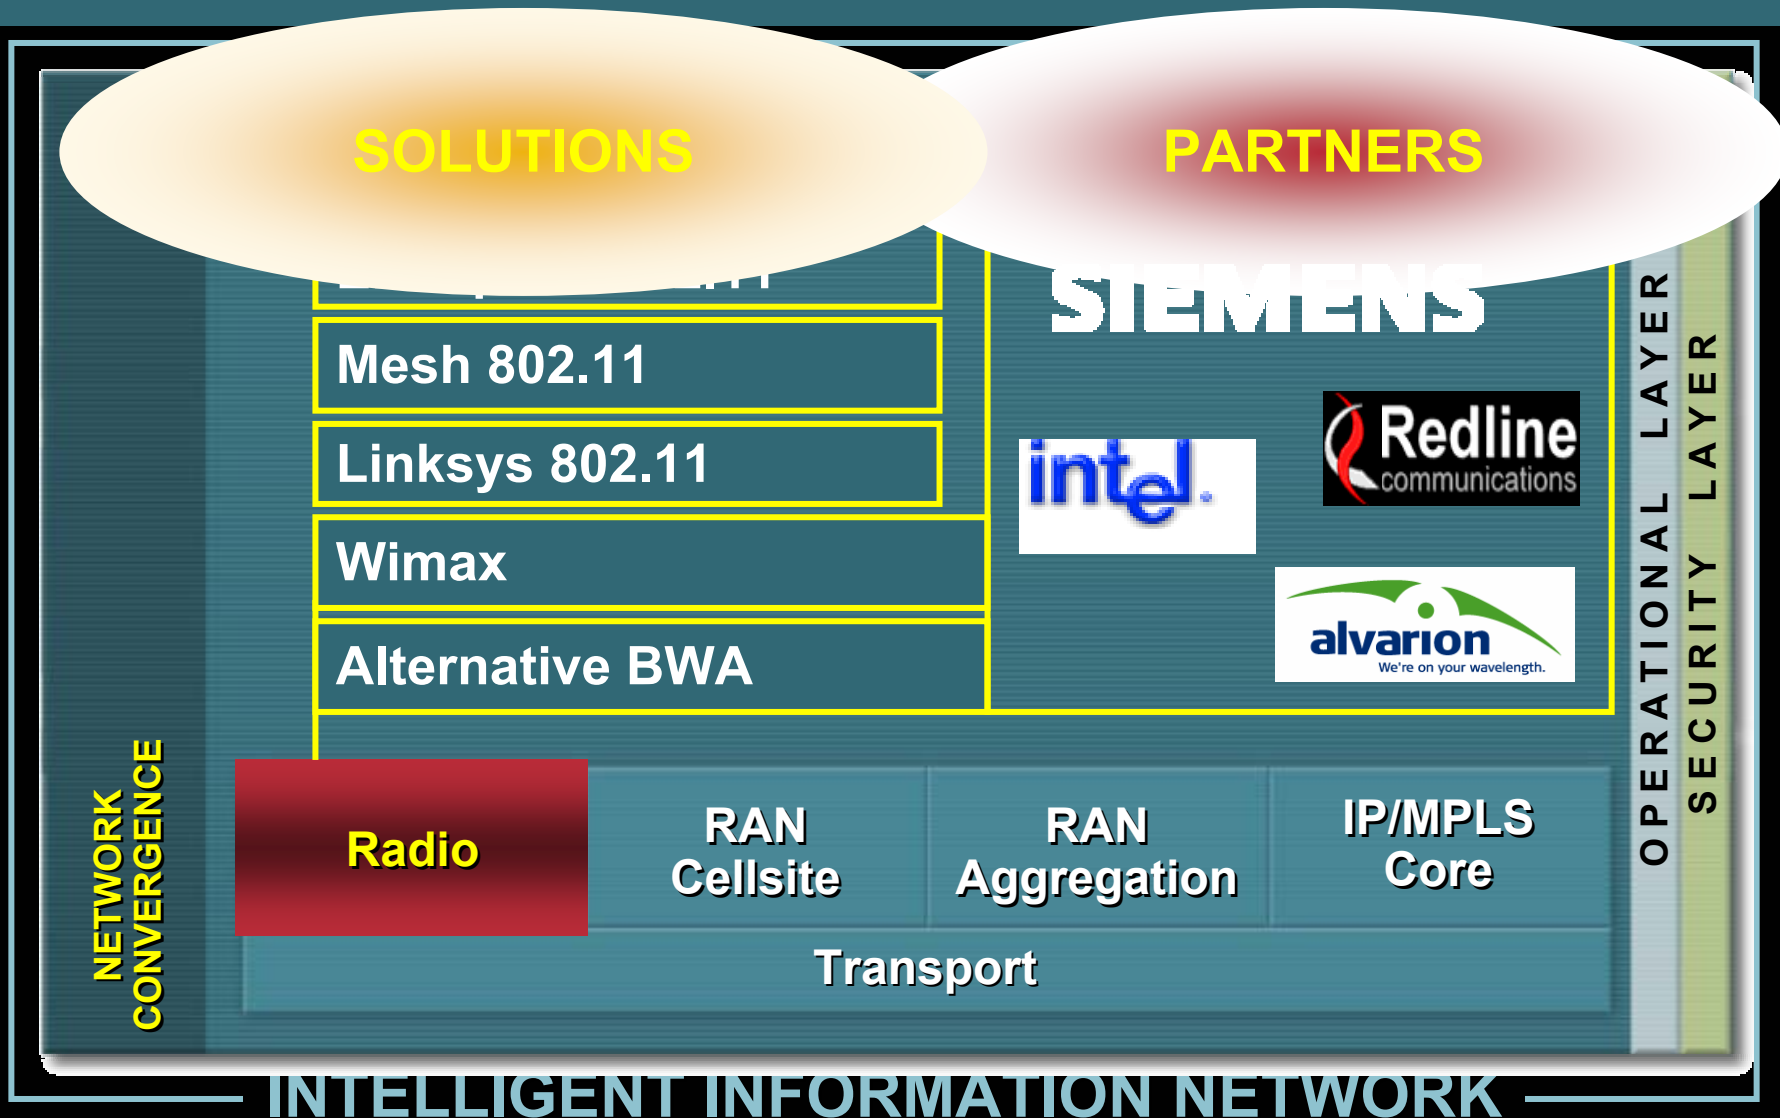 SOLUTIONS
PARTNERS
SIEMENS
Mesh 802.11
Linksys 802.11
Wimax
Alternative BWA
intel.
Redline
communications
alvarion
We're on your wavelength.
OPERATIONAL LAYER
SECURITY LAYER
NETWORK
CONVERGENCE
Radio
RAN
Cellsite
RAN
Aggregation
IP/MPLS
Core
Transport
INTELLIGENT INFORMATION NETWORK